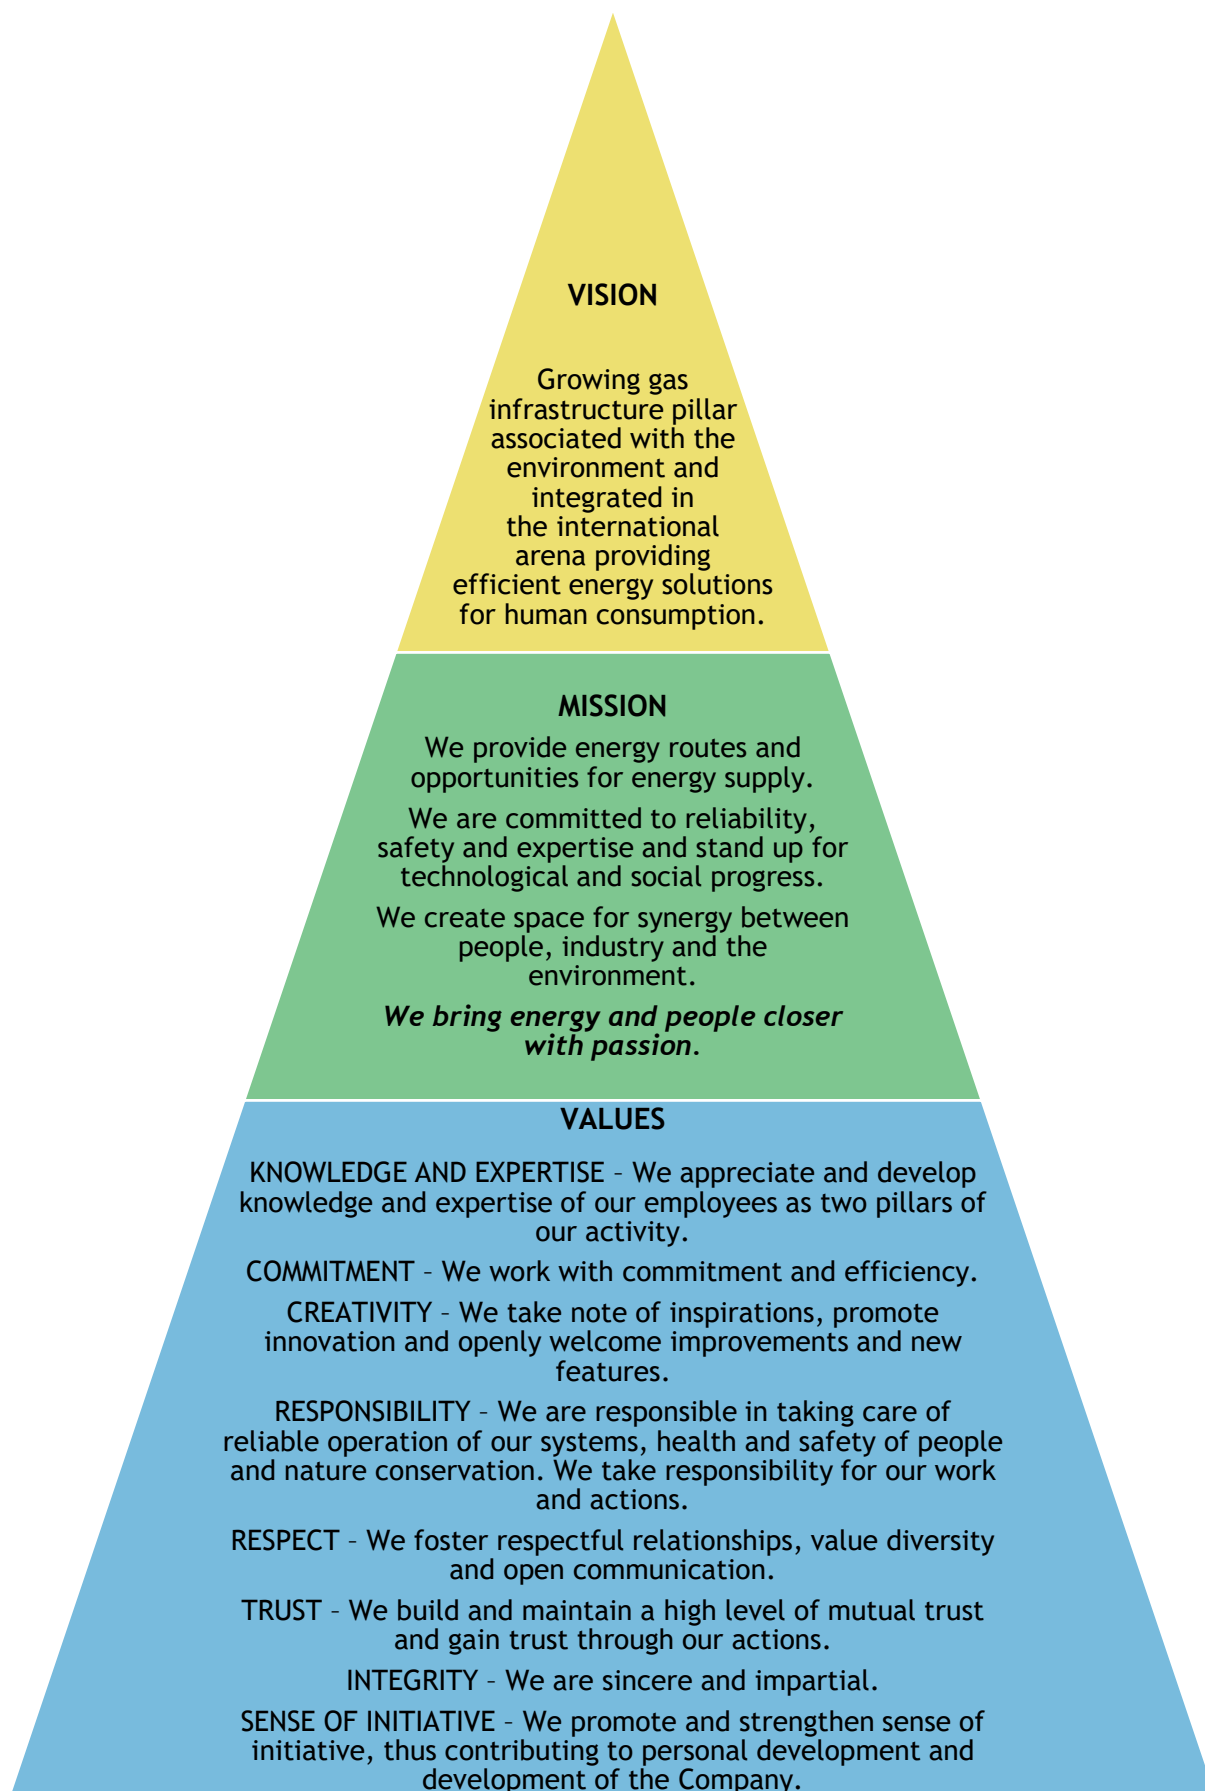 VISION
Growing gas
infrastructure pillar
associated with the
environment and
integrated in
the international
arena providing
efficient energy solutions
for human consumption.
MISSION
We provide energy routes and
opportunities for energy supply.
We are committed to reliability,
safety and expertise and stand up for
technological and social progress.
We create space for synergy between
people, industry and the
environment.
We bring energy and people closer
with passion.
VALUES
KNOWLEDGE AND EXPERTISE – We appreciate and develop
knowledge and expertise of our employees as two pillars of
our activity.
COMMITMENT – We work with commitment and efficiency.
CREATIVITY – We take note of inspirations, promote
innovation and openly welcome improvements and new
features.
RESPONSIBILITY – We are responsible in taking care of
reliable operation of our systems, health and safety of people
and nature conservation. We take responsibility for our work
and actions.
RESPECT – We foster respectful relationships, value diversity
and open communication.
TRUST – We build and maintain a high level of mutual trust
and gain trust through our actions.
INTEGRITY – We are sincere and impartial.
SENSE OF INITIATIVE – We promote and strengthen sense of
initiative, thus contributing to personal development and
development of the Company.